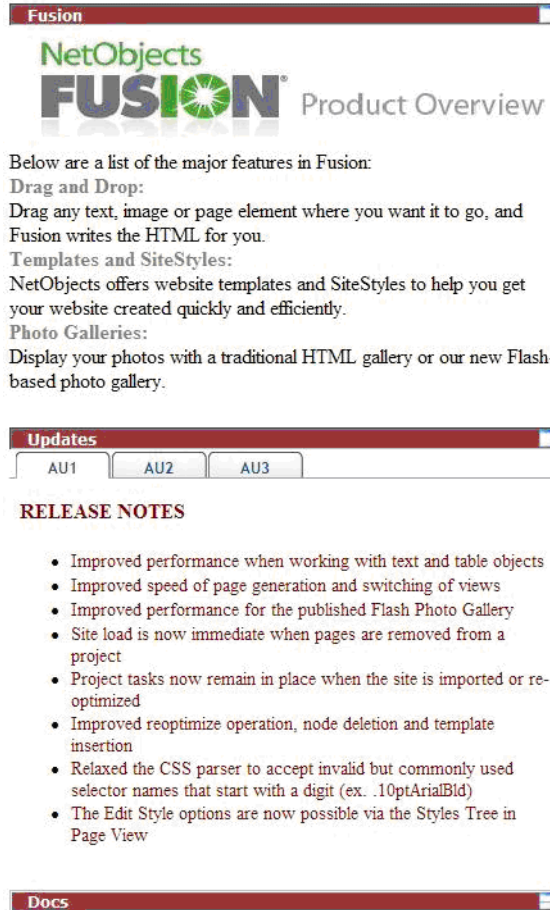 Fusion
NetObjects
FUSION® Product Overview
Below are a list of the major features in Fusion:
Drag and Drop:
Drag any text, image or page element where you want it to go, and
Fusion writes the HTML for you.
Templates and SiteStyles:
NetObjects offers website templates and SiteStyles to help you get
your website created quickly and efficiently.
Photo Galleries:
Display your photos with a traditional HTML gallery or our new Flash-
based photo gallery.
Updates
AU1 AU2 AU3
RELEASE NOTES
• Improved performance when working with text and table objects
• Improved speed of page generation and switching of views
• Improved performance for the published Flash Photo Gallery
• Site load is now immediate when pages are removed from a
project
• Project tasks now remain in place when the site is imported or re-
optimized
• Improved reoptimize operation, node deletion and template
insertion
• Relaxed the CSS parser to accept invalid but commonly used
selector names that start with a digit (ex. .10ptArialBld)
• The Edit Style options are now possible via the Styles Tree in
Page View
Docs